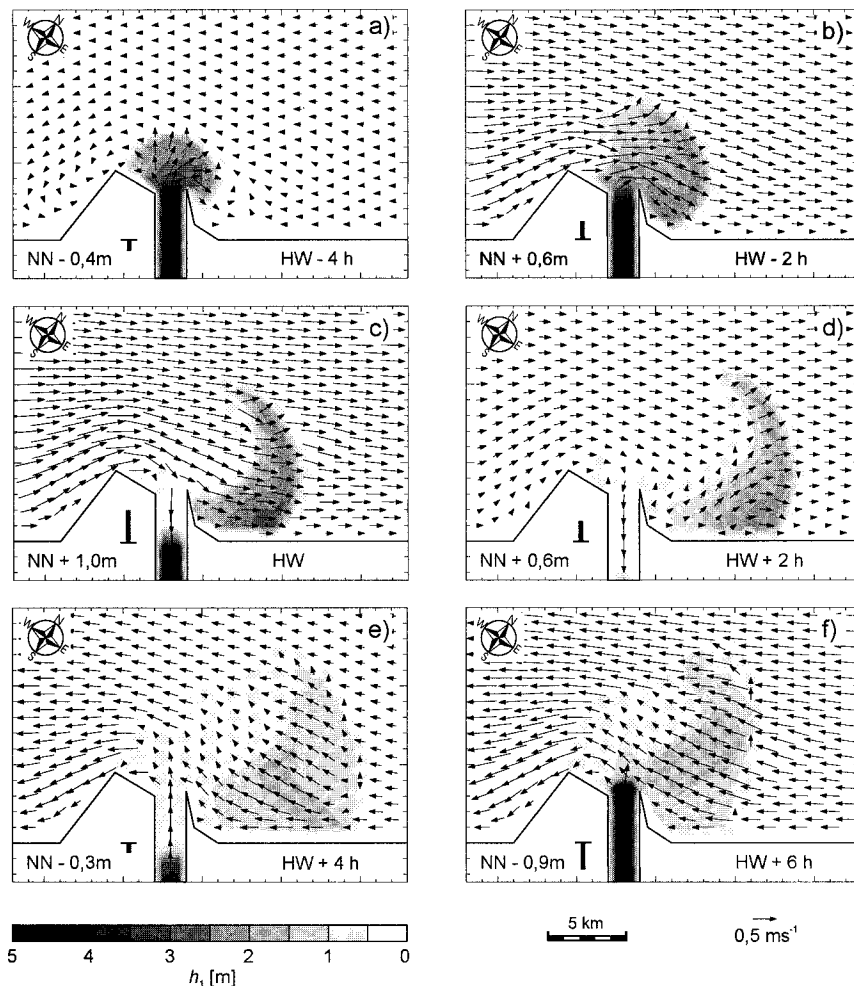 a)
W N
S E
NN - 0,4m
HW - 4 h
b)
W N
S E
NN + 0,6m
HW - 2 h
c)
W N
S E
NN + 1,0m
HW
d)
W N
S E
NN + 0,6m
HW + 2 h
e)
W N
S E
NN - 0,3m
HW + 4 h
f)
W N
S E
NN - 0,9m
HW + 6 h
5 4 3 2 1 0
h₁ [m]
5 km
0,5 ms⁻¹